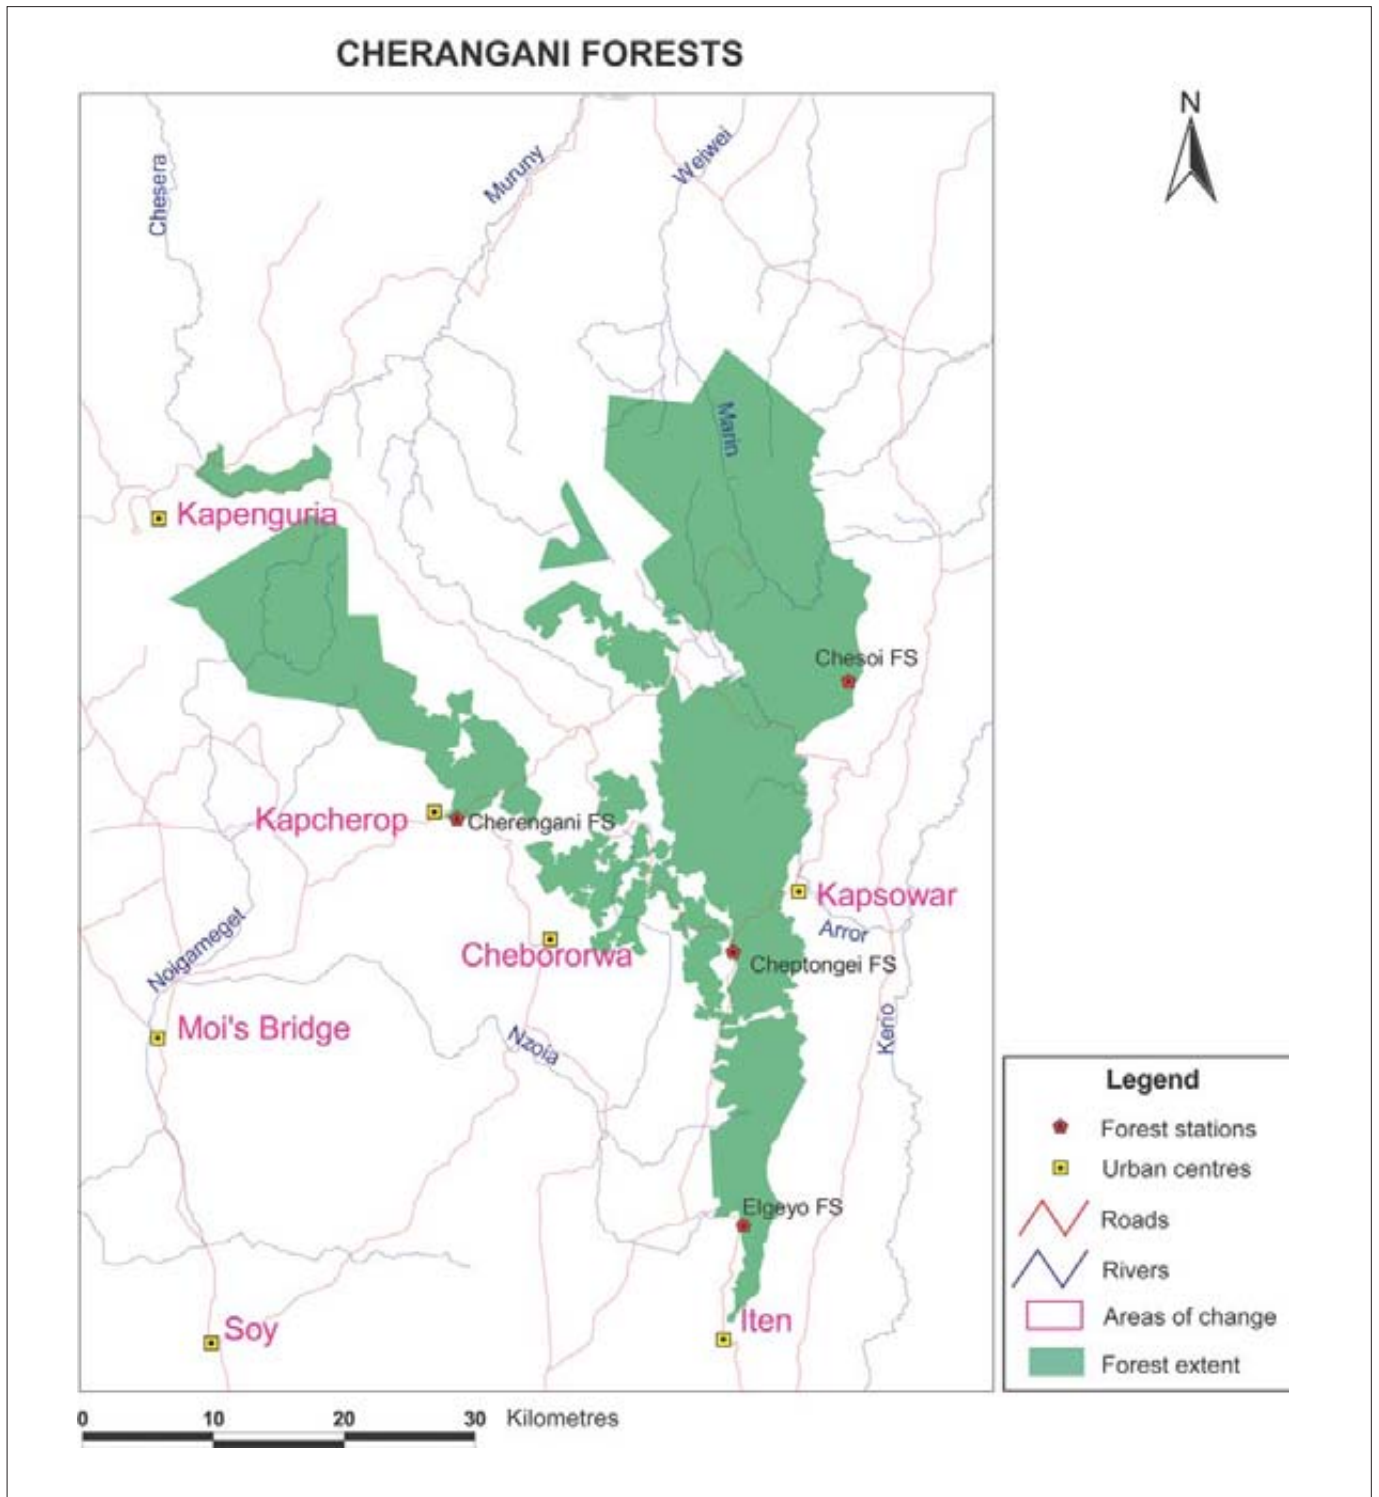 CHERANGANI FORESTS
N
Chesera
Muruny
Weiwei
Marin
Kapenguria
Chesoi FS
Kapcherop
Cherengani FS
Kapsowar
Arror
Noigameget
Chebororwa
Cheptongei FS
Moi's Bridge
Nzoia
Kerio
Legend
Forest stations
Urban centres
Roads
Rivers
Areas of change
Forest extent
Elgeyo FS
Soy
Iten
0 10 20 30 Kilometres